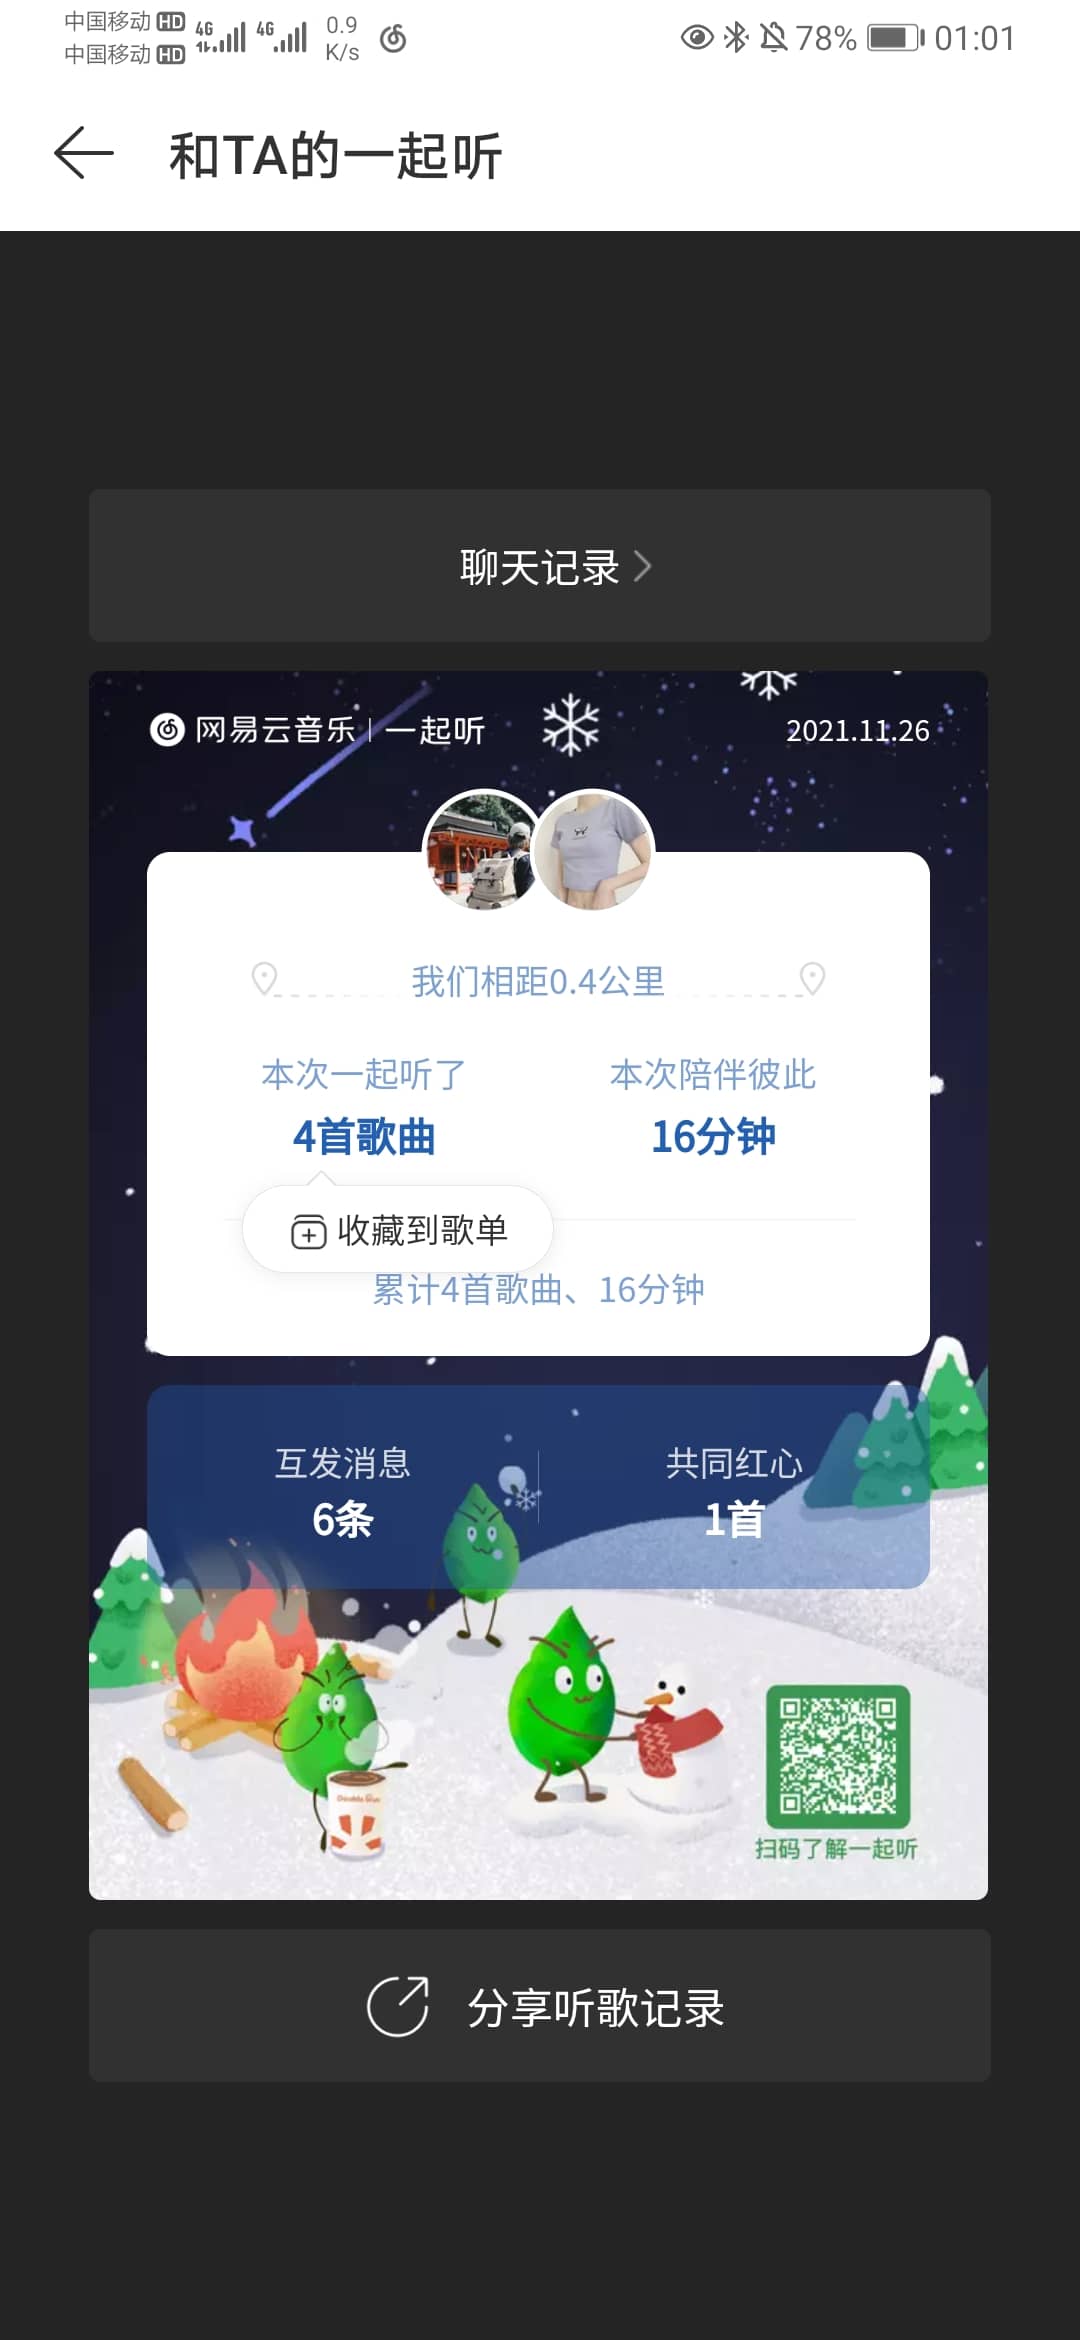 中国移动 HD 4G 4G 0.9 78% 01:01
中国移动 HD K/s
和TA的一起听
聊天记录
网易云音乐 | 一起听 2021.11.26
我们相距0.4公里
本次一起听了 本次陪伴彼此
4首歌曲 16分钟
收藏到歌单
累计4首歌曲、16分钟
互发消息 共同红心
6条 1首
扫码了解一起听
分享听歌记录